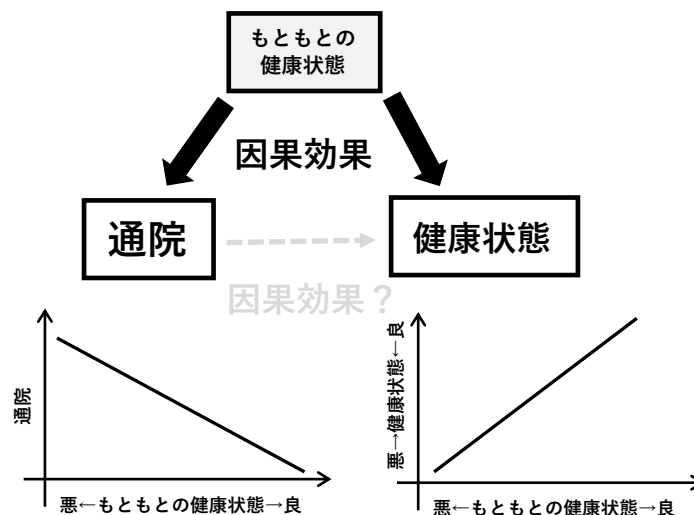 もともとの
健康状態
因果効果
通院
健康状態
因果効果？
通院
悪←もともとの健康状態→良
悪→健康状態←良
悪←もともとの健康状態→良